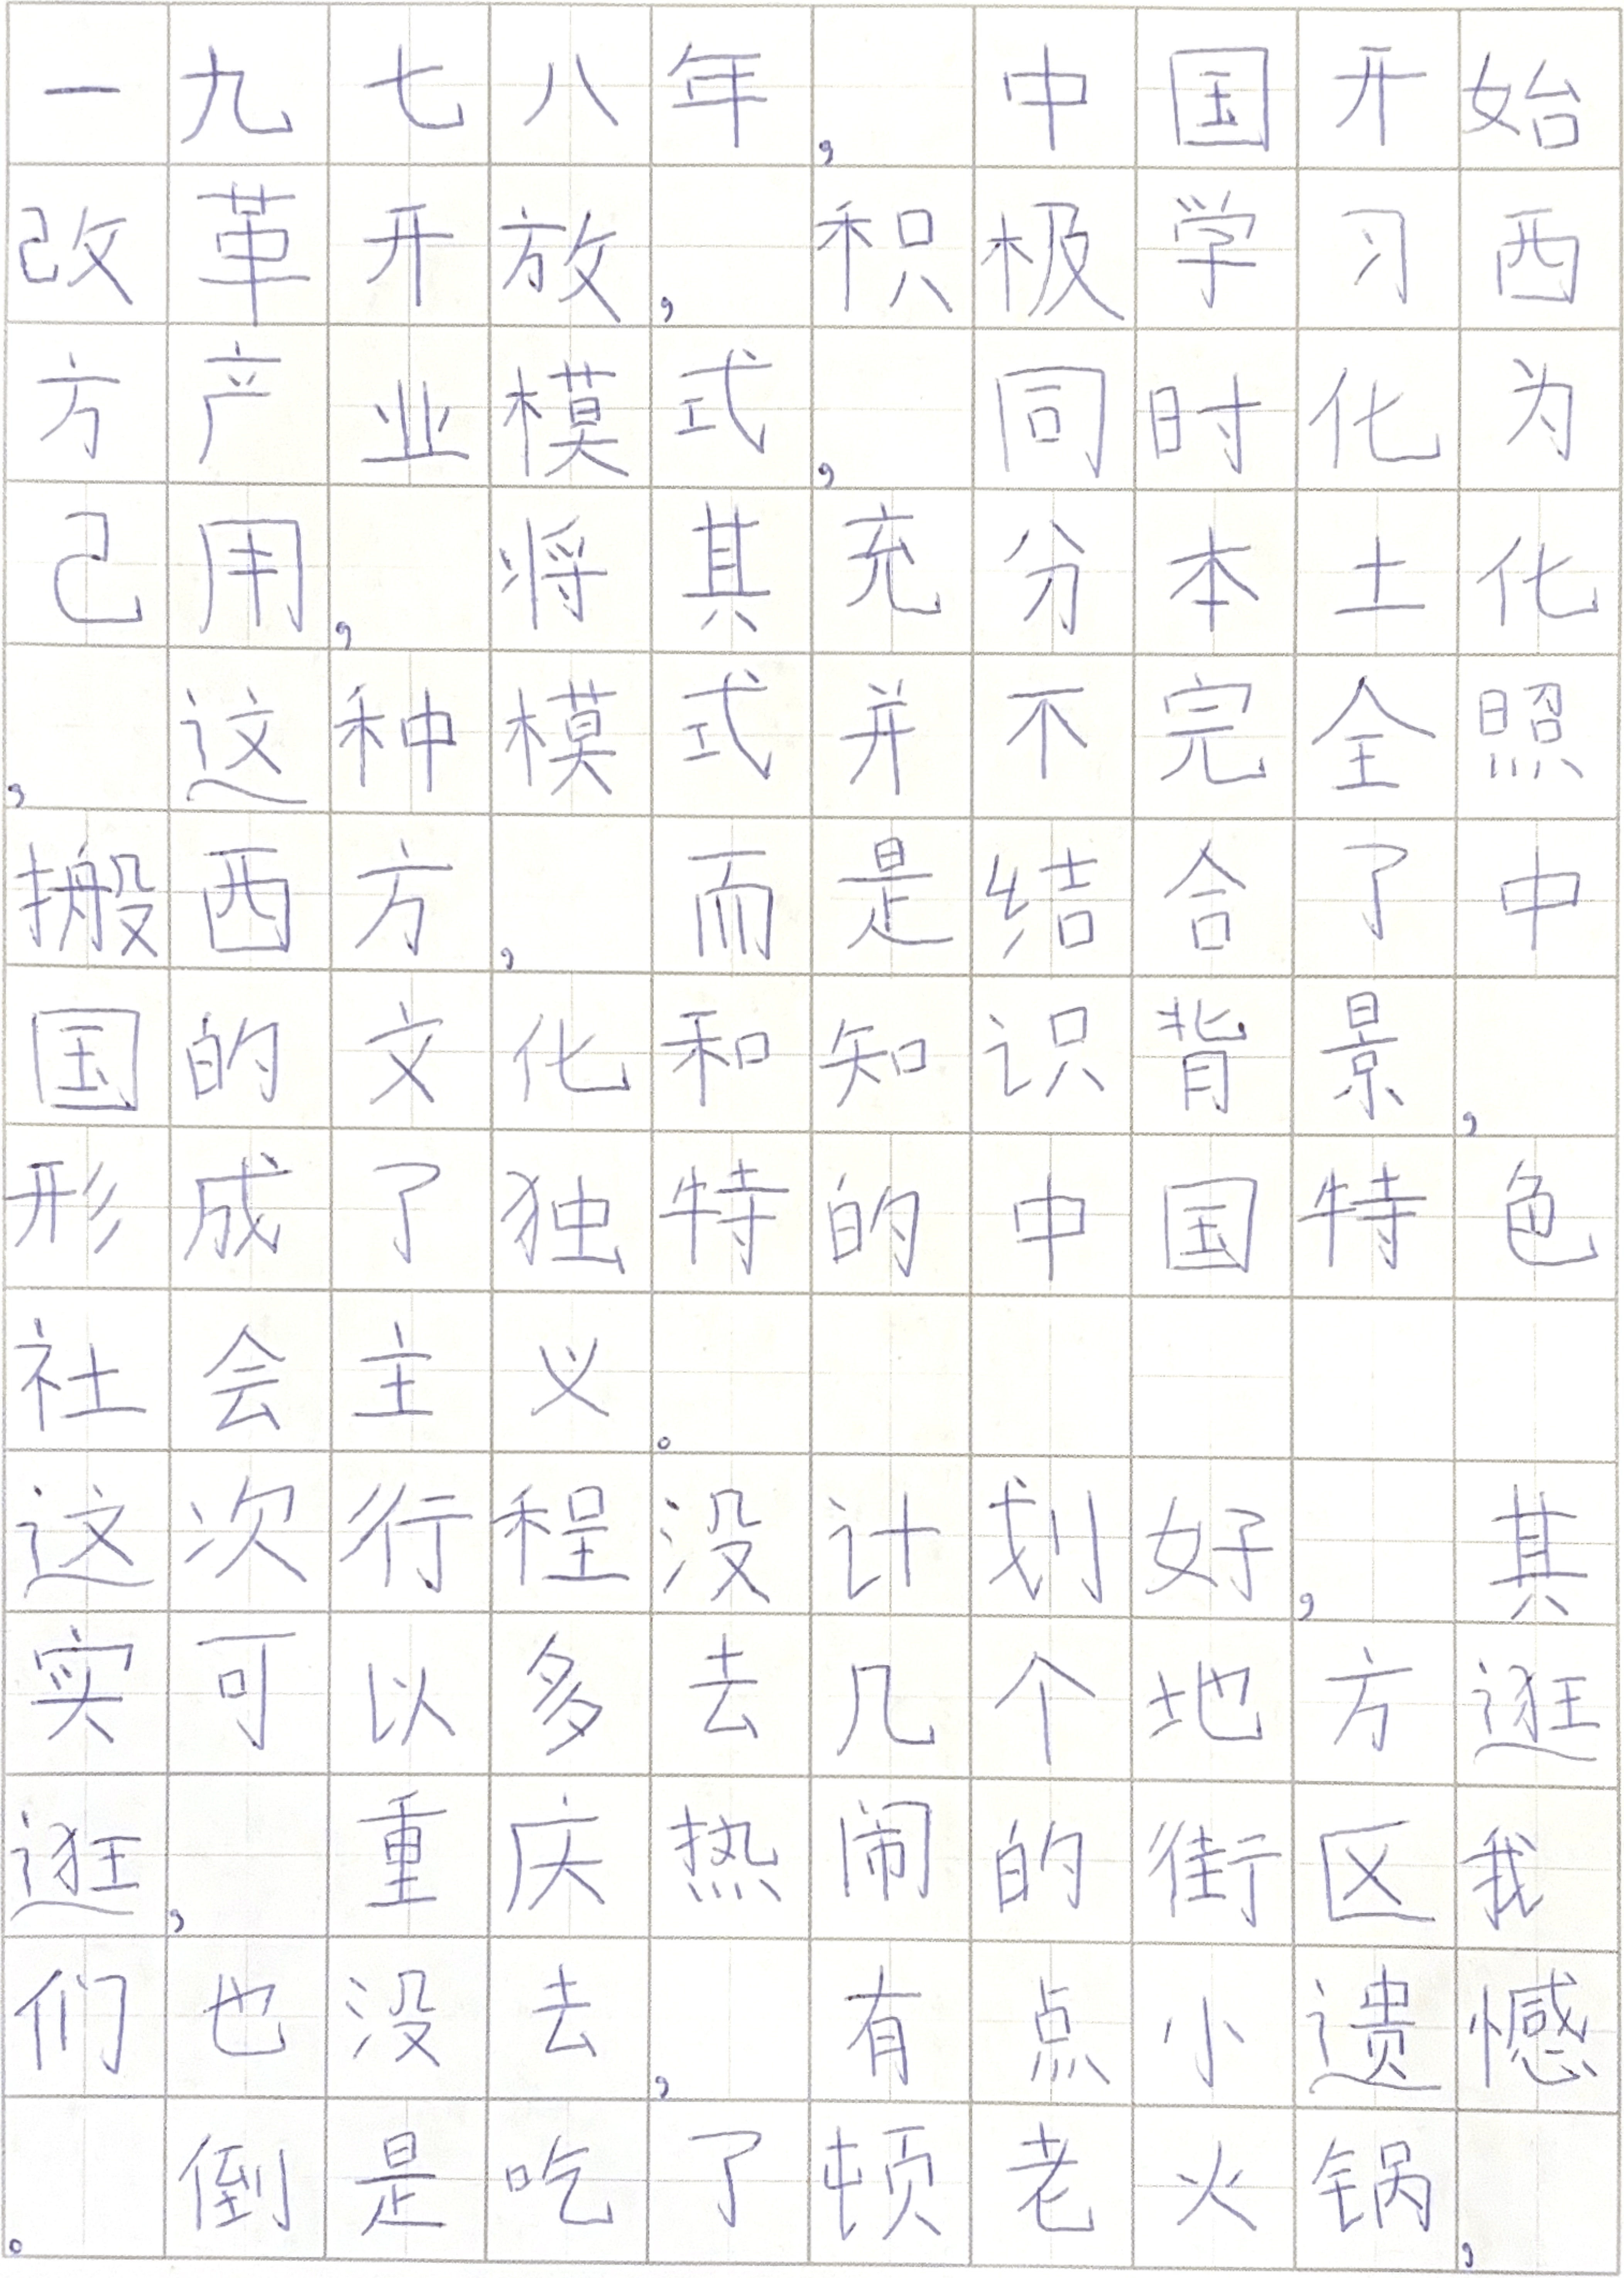 一九七八年，中国开始
改革开放，积极学习西
方产业模式，同时化为
己用，将其充分本土化
，这种模式并不完全照
搬西方，而是结合了中
国的文化和知识背景，
形成了独特的中国特色
社会主义。
这次行程没计划好，其
实可以多去几个地方逛
逛，重庆热闹的街区我
们也没去，有点小遗憾
。倒是吃了顿老火锅，